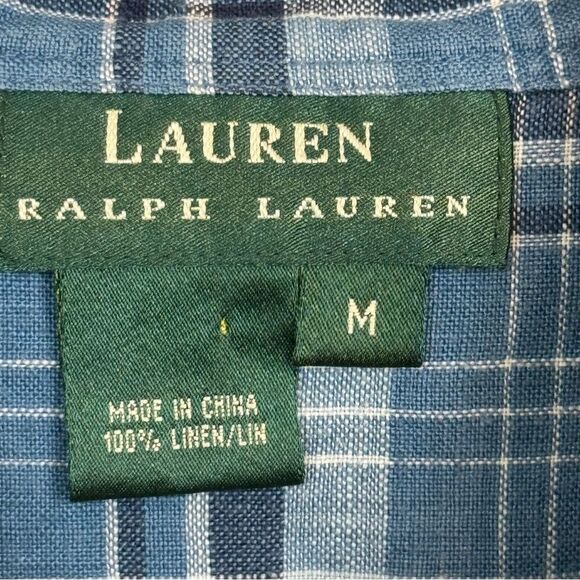 LAUREN
RALPH LAUREN
M
MADE IN CHINA
100% LINEN/LIN